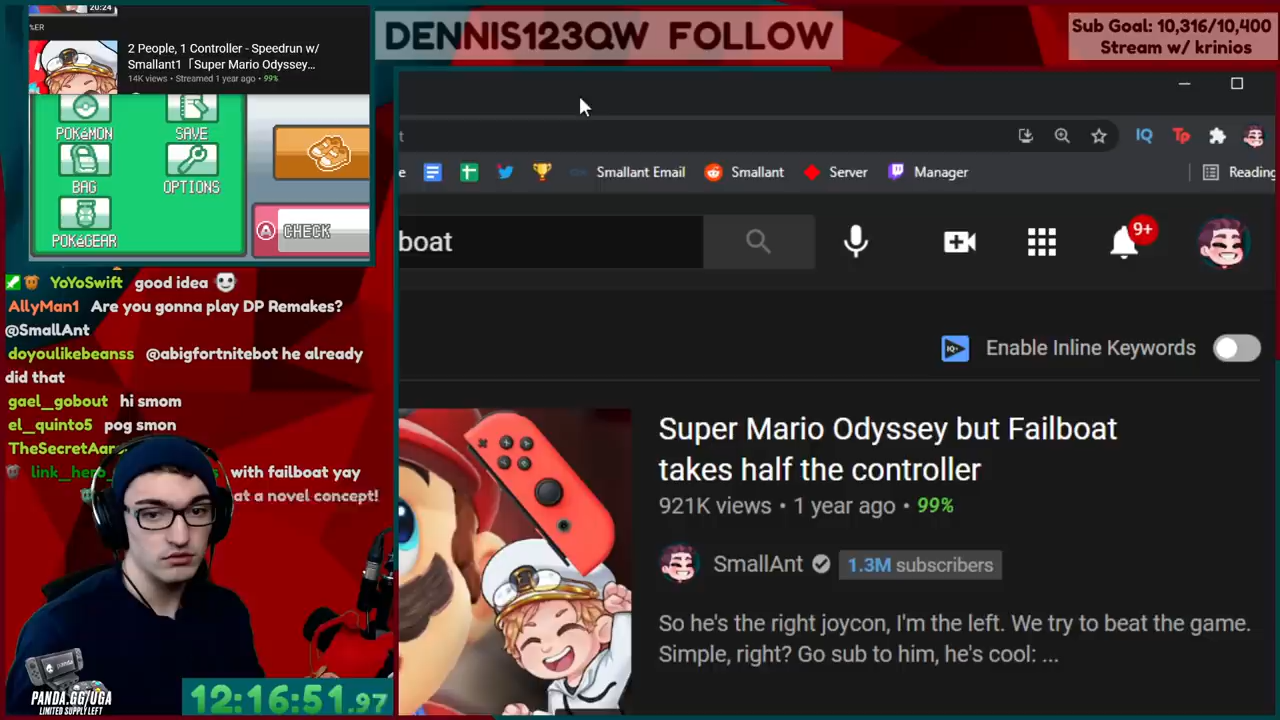 20:24
%ER
2 People, 1 Controller - Speedrun w/
Smallant1「Super Mario Odyssey...
14K views • Streamed 1 year ago • 99%
POKéMON
SAVE
BAG
OPTIONS
POKéGEAR
A CHECK
DENNIS123QW FOLLOW
Sub Goal: 10,316/10,400
Stream w/ krinios
t
IQ
Tp
e
Smallant Email
Smallant
Server
Manager
Reading
boat
9+
IQ
Enable Inline Keywords
Super Mario Odyssey but Failboat
takes half the controller
921K views • 1 year ago • 99%
SmallAnt
1.3M subscribers
So he's the right joycon, I'm the left. We try to beat the game.
Simple, right? Go sub to him, he's cool: ...
YoYoSwift good idea
AllyMan1 Are you gonna play DP Remakes?
@SmallAnt
doyoulikebeanss @abigfortnitebot he already
did that
gael_gobout hi smom
el_quinto5 pog smon
with failboat yay
at a novel concept!
panda
PANDA.GG/UGA
LIMITED SUPPLY LEFT
12:16:51.97